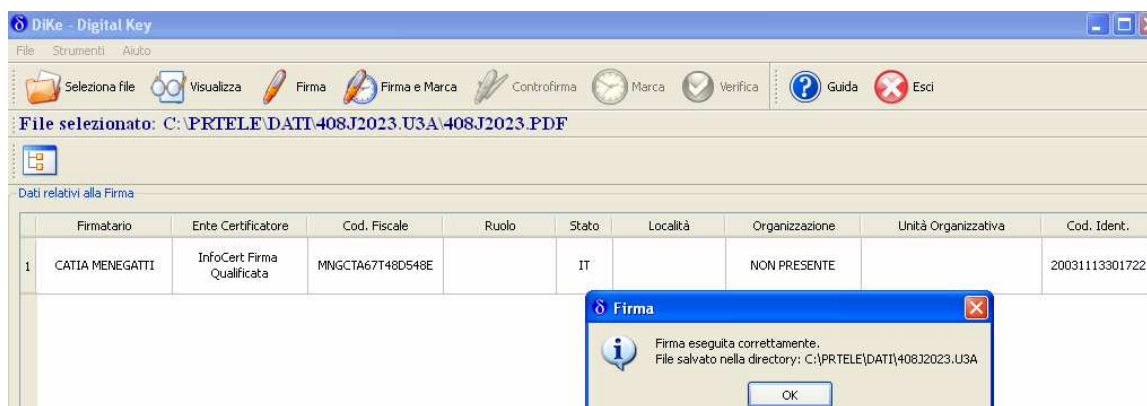 DiKe - Digital Key
File Strumenti Aiuto
Seleziona file Visualizza Firma Firma e Marca Controfirma Marca Verifica Guida Esci
File selezionato: C:\PRTELE\DATI\408J2023.U3A\408J2023.PDF
Dati relativi alla Firma
Firmatario Ente Certificatore Cod. Fiscale Ruolo Stato Località Organizzazione Unità Organizzativa Cod. Ident.
1 CATIA MENEGATTI InfoCert Firma Qualificata MNGCTA67T48D548E IT NON PRESENTE 20031113301722
Firma
Firma eseguita correttamente.
File salvato nella directory: C:\PRTELE\DATI\408J2023.U3A
OK